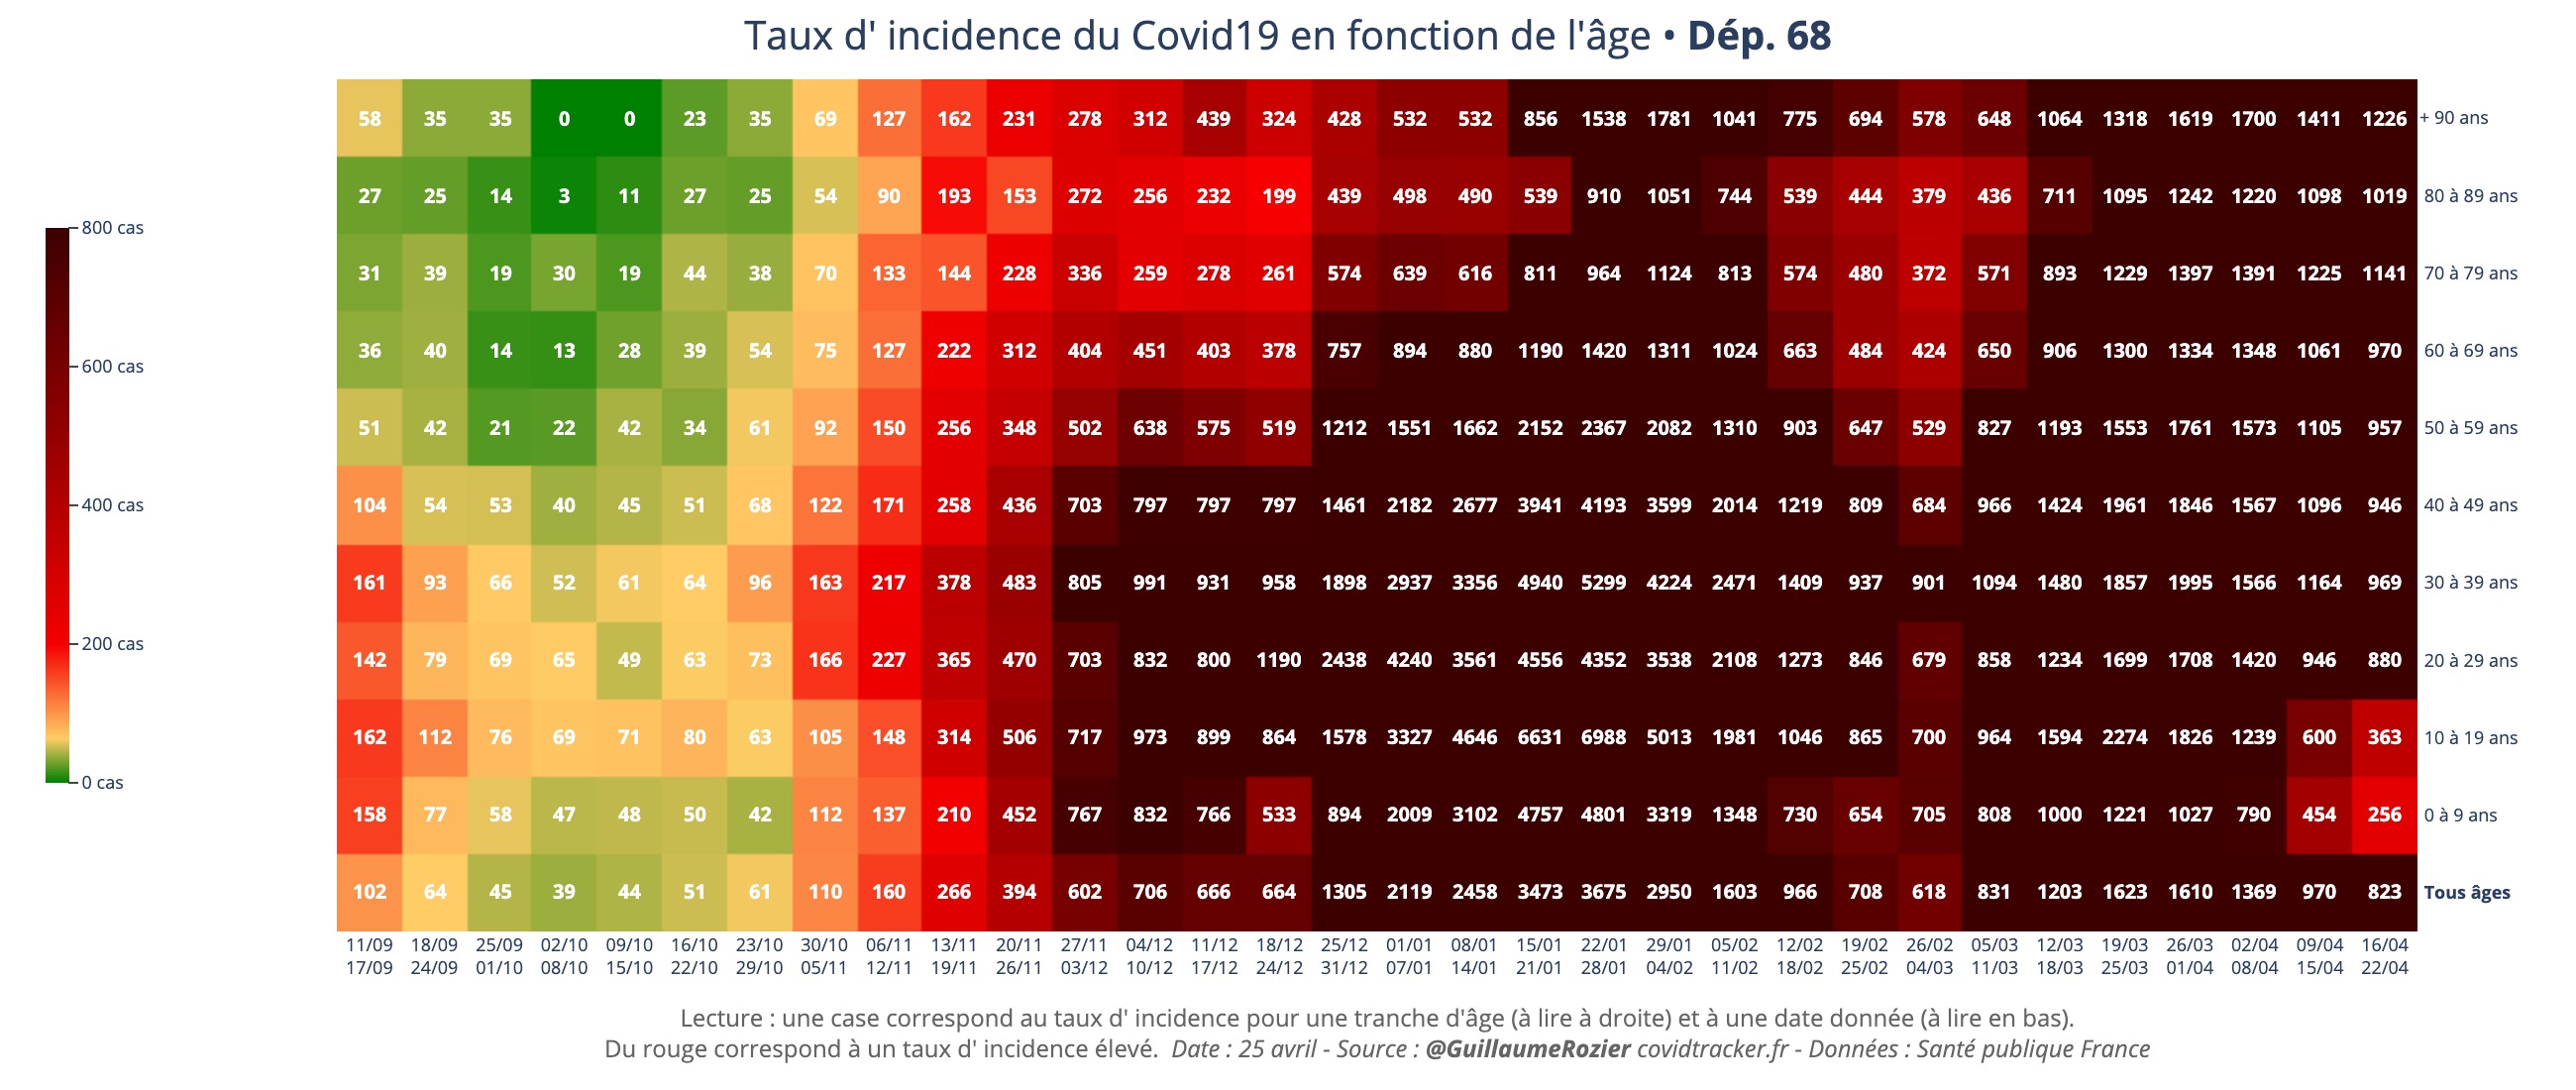 Taux d' incidence du Covid19 en fonction de l'âge • Dép. 68
800 cas
600 cas
400 cas
200 cas
0 cas
58 35 35 0 0 23 35 69 127 162 231 278 312 439 324 428 532 532 856 1538 1781 1041 775 694 578 648 1064 1318 1619 1700 1411 1226 + 90 ans
27 25 14 3 11 27 25 54 90 193 153 272 256 232 199 439 498 490 539 910 1051 744 539 444 379 436 711 1095 1242 1220 1098 1019 80 à 89 ans
31 39 19 30 19 44 38 70 133 144 228 336 259 278 261 574 639 616 811 964 1124 813 574 480 372 571 893 1229 1397 1391 1225 1141 70 à 79 ans
36 40 14 13 28 39 54 75 127 222 312 404 451 403 378 757 894 880 1190 1420 1311 1024 663 484 424 650 906 1300 1334 1348 1061 970 60 à 69 ans
51 42 21 22 42 34 61 92 150 256 348 502 638 575 519 1212 1551 1662 2152 2367 2082 1310 903 647 529 827 1193 1553 1761 1573 1105 957 50 à 59 ans
104 54 53 40 45 51 68 122 171 258 436 703 797 797 797 1461 2182 2677 3941 4193 3599 2014 1219 809 684 966 1424 1961 1846 1567 1096 946 40 à 49 ans
161 93 66 52 61 64 96 163 217 378 483 805 991 931 958 1898 2937 3356 4940 5299 4224 2471 1409 937 901 1094 1480 1857 1995 1566 1164 969 30 à 39 ans
142 79 69 65 49 63 73 166 227 365 470 703 832 800 1190 2438 4240 3561 4556 4352 3538 2108 1273 846 679 858 1234 1699 1708 1420 946 880 20 à 29 ans
162 112 76 69 71 80 63 105 148 314 506 717 973 899 864 1578 3327 4646 6631 6988 5013 1981 1046 865 700 964 1594 2274 1826 1239 600 363 10 à 19 ans
158 77 58 47 48 50 42 112 137 210 452 767 832 766 533 894 2009 3102 4757 4801 3319 1348 730 654 705 808 1000 1221 1027 790 454 256 0 à 9 ans
102 64 45 39 44 51 61 110 160 266 394 602 706 666 664 1305 2119 2458 3473 3675 2950 1603 966 708 618 831 1203 1623 1610 1369 970 823 Tous âges
11/09 18/09 25/09 02/10 09/10 16/10 23/10 30/10 06/11 13/11 20/11 27/11 04/12 11/12 18/12 25/12 01/01 08/01 15/01 22/01 29/01 05/02 12/02 19/02 26/02 05/03 12/03 19/03 26/03 02/04 09/04 16/04
17/09 24/09 01/10 08/10 15/10 22/10 29/10 05/11 12/11 19/11 26/11 03/12 10/12 17/12 24/12 31/12 07/01 14/01 21/01 28/01 04/02 11/02 18/02 25/02 04/03 11/03 18/03 25/03 01/04 08/04 15/04 22/04
Lecture : une case correspond au taux d' incidence pour une tranche d'âge (à lire à droite) et à une date donnée (à lire en bas).
Du rouge correspond à un taux d' incidence élevé. Date : 25 avril - Source : @GuillaumeRozier covidtracker.fr - Données : Santé publique France